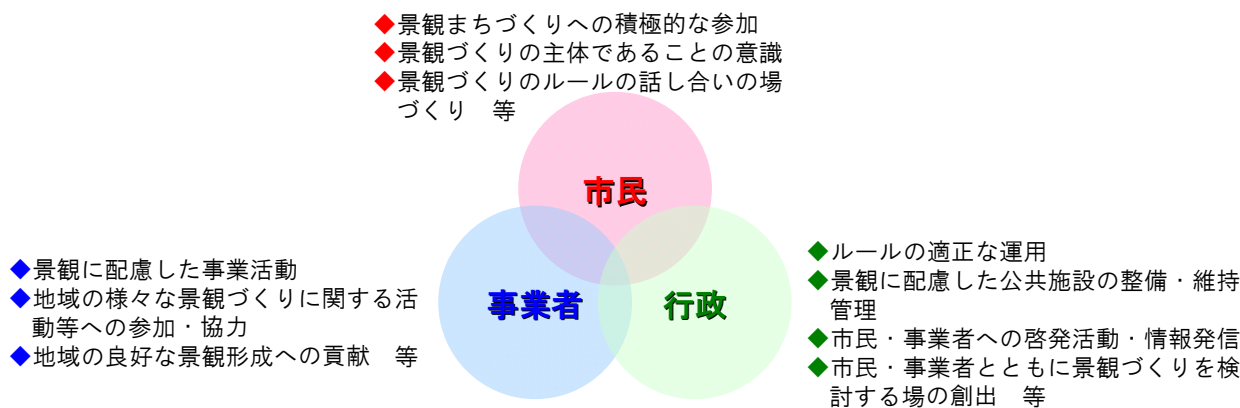 ◆景観まちづくりへの積極的な参加
◆景観づくりの主体であることの意識
◆景観づくりのルールの話し合いの場
づくり　等
市民
事業者
行政
◆景観に配慮した事業活動
◆地域の様々な景観づくりに関する活
動等への参加・協力
◆地域の良好な景観形成への貢献　等
◆ルールの適正な運用
◆景観に配慮した公共施設の整備・維持
管理
◆市民・事業者への啓発活動・情報発信
◆市民・事業者とともに景観づくりを検
討する場の創出　等